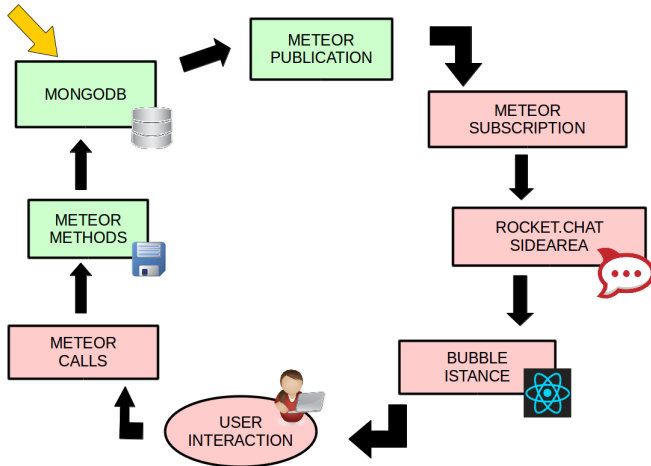 METEOR
PUBLICATION
MONGODB
METEOR
SUBSCRIPTION
METEOR
METHODS
ROCKET.CHAT
SIDEAREA
METEOR
CALLS
BUBBLE
ISTANCE
USER
INTERACTION